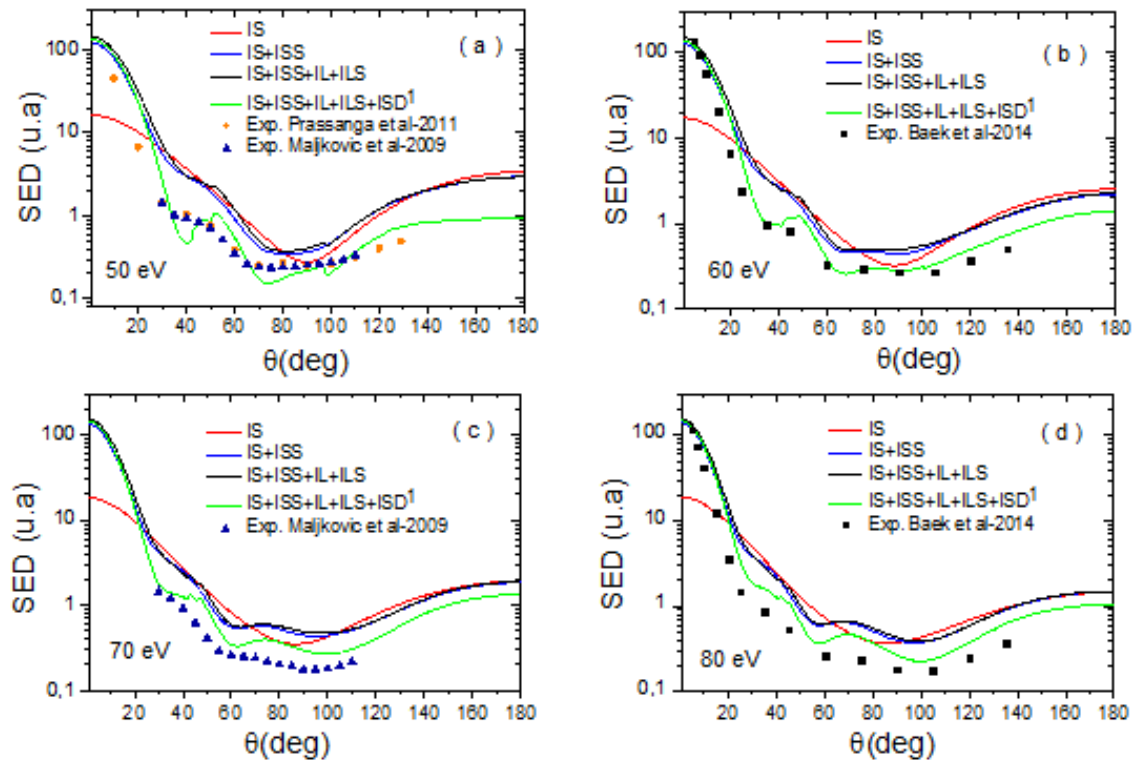 ( a )
IS
IS+ISS
IS+ISS+IL+ILS
IS+ISS+IL+ILS+ISD¹
Exp. Prassanga et al-2011
Exp. Maljkovic et al-2009
SED (u.a)
100
10
1
0,1
50 eV
20 40 60 80 100 120 140 160 180
θ(deg)
( b )
IS
IS+ISS
IS+ISS+IL+ILS
IS+ISS+IL+ILS+ISD¹
Exp. Baek et al-2014
SED (u.a)
100
10
1
0,1
60 eV
20 40 60 80 100 120 140 160 180
θ(deg)
( c )
IS
IS+ISS
IS+ISS+IL+ILS
IS+ISS+IL+ILS+ISD¹
Exp. Maljkovic et al-2009
SED (u.a)
100
10
1
0,1
70 eV
20 40 60 80 100 120 140 160 180
θ(deg)
( d )
IS
IS+ISS
IS+ISS+IL+ILS
IS+ISS+IL+ILS+ISD¹
Exp. Baek et al-2014
SED (u.a)
100
10
1
0,1
80 eV
20 40 60 80 100 120 140 160 180
θ(deg)